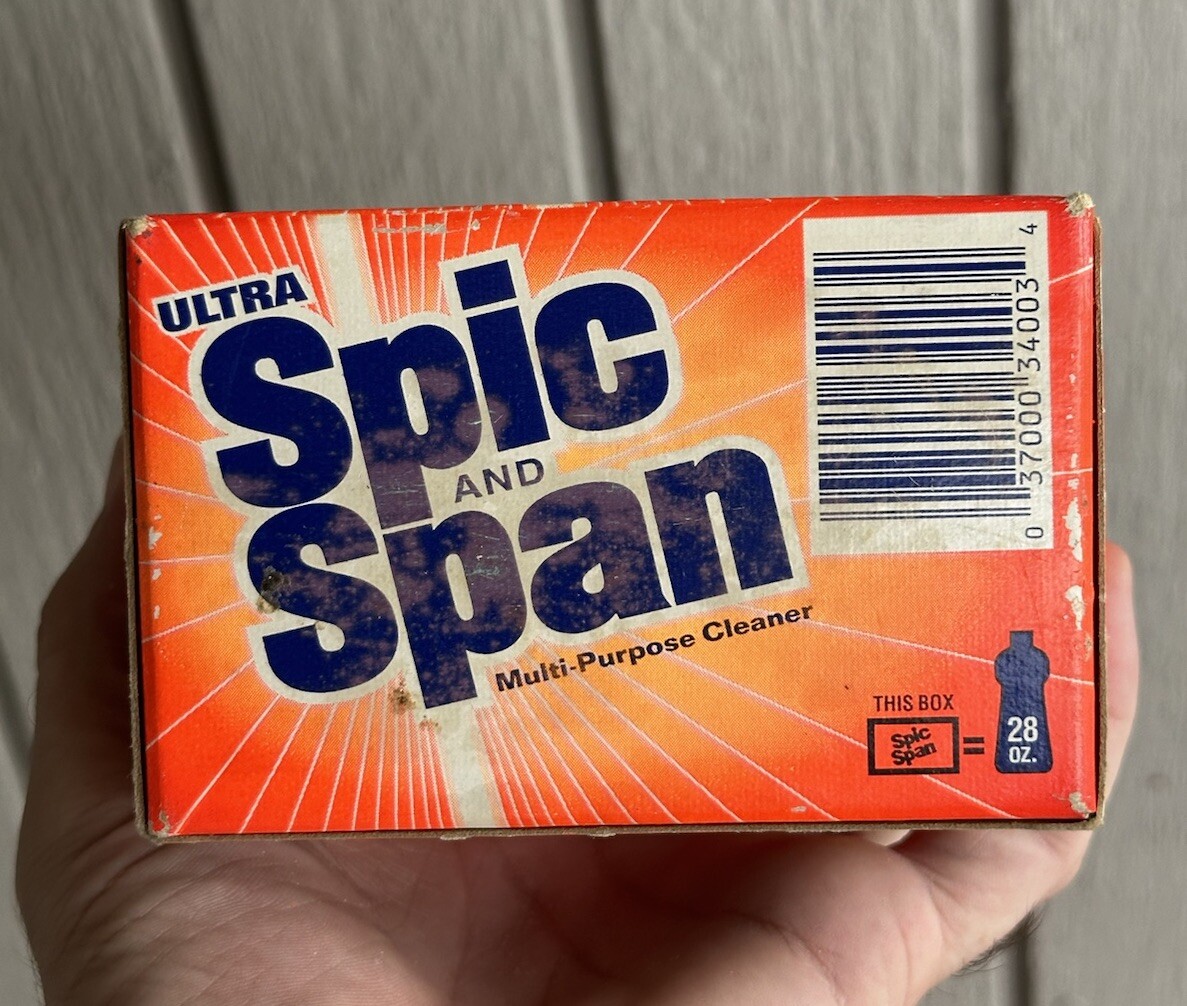 ULTRA
Spic
AND
Span
Multi-Purpose Cleaner
0 37000 34003 4
THIS BOX
Spic
Span
=
28
OZ.